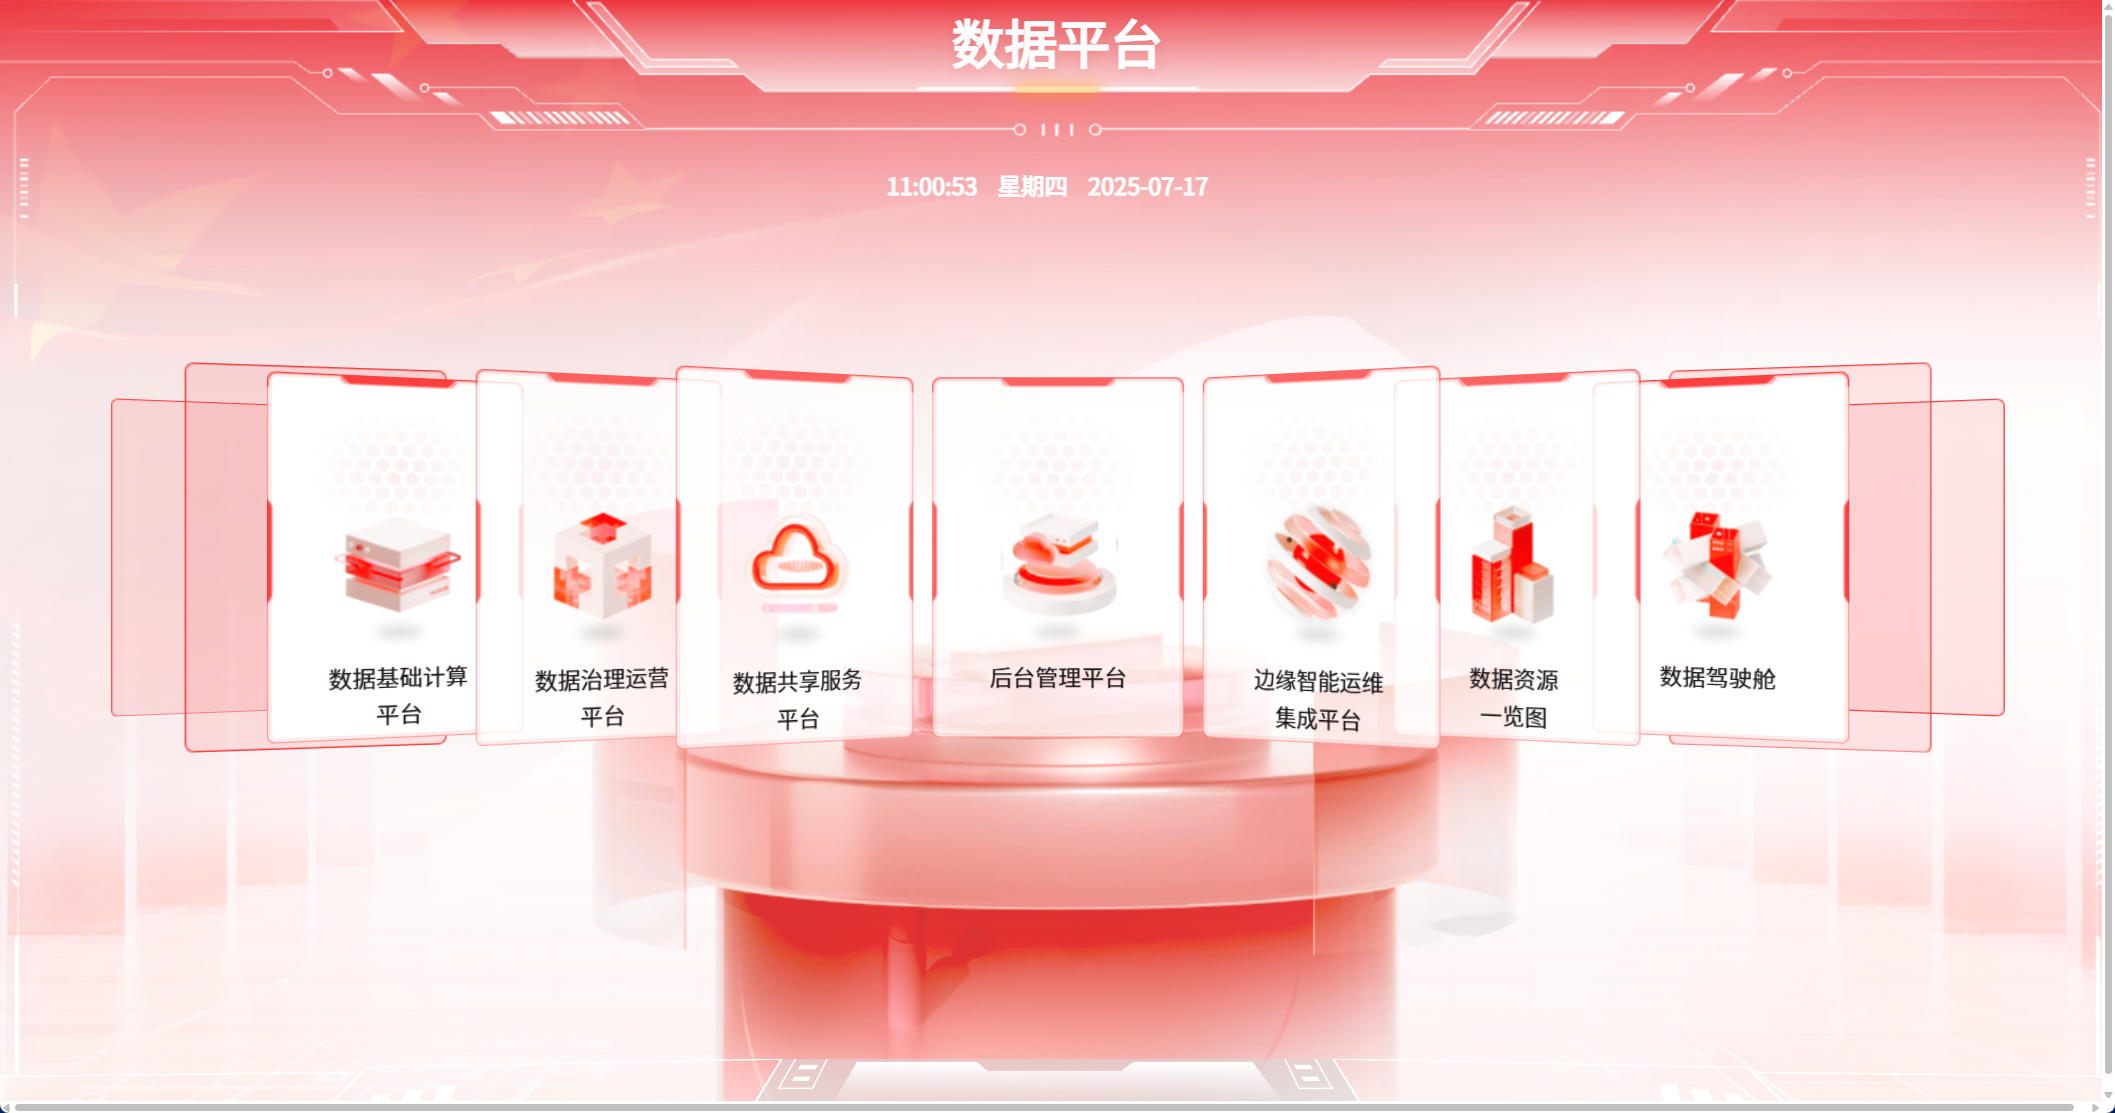 数据平台
11:00:53 星期四 2025-07-17
数据基础计算
平台
数据治理运营
平台
数据共享服务
平台
后台管理平台
边缘智能运维
集成平台
数据资源
一览图
数据驾驶舱